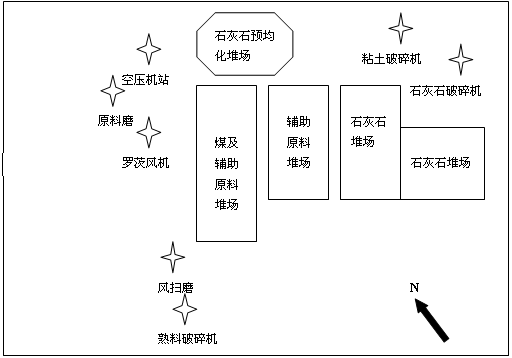 石灰石预均
化堆场
粘土破碎机
空压机站
石灰石破碎机
原料磨
罗茨风机
煤及
辅助
原料
堆场
辅助
原料
堆场
石灰石
堆场
石灰石堆场
风扫磨
N
熟料破碎机